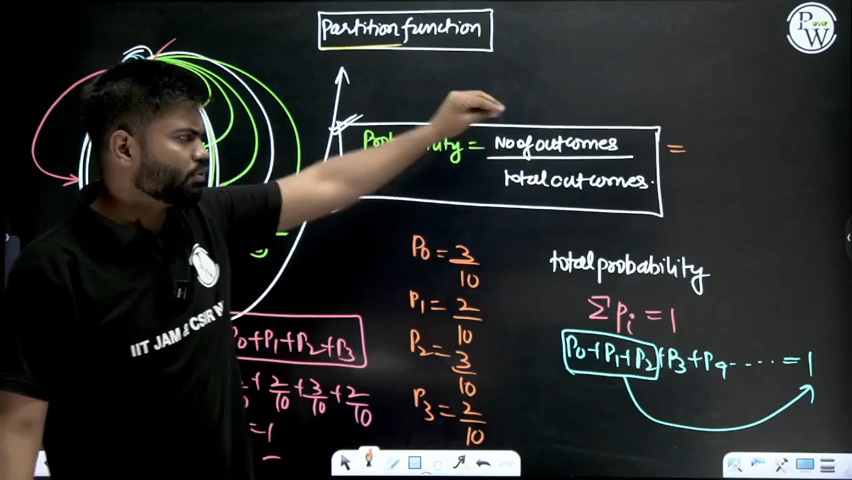 Partition function
PW
Probability = No of outcomes =
total outcomes.
P0 = 3/10
P1 = 2/10
P2 = 3/10
P3 = 2/10
total probability
Σ Pi = 1
P0+P1+P2+P3+P4 ..... = 1
P0+P1+P2+P3
+ 2/10 + 3/10 + 2/10
=1
IIT JAM & CSIR